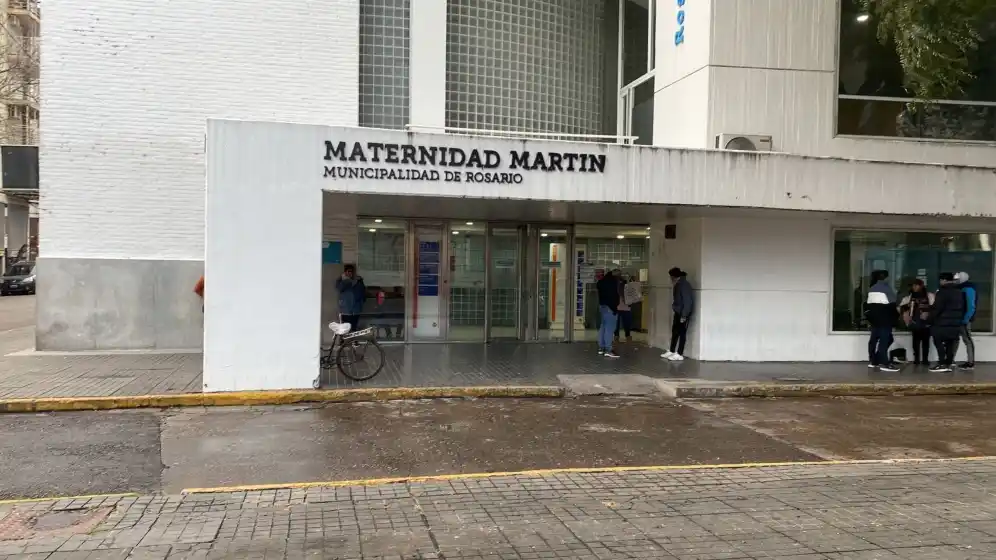 MATERNIDAD MARTIN
MUNICIPALIDAD DE ROSARIO